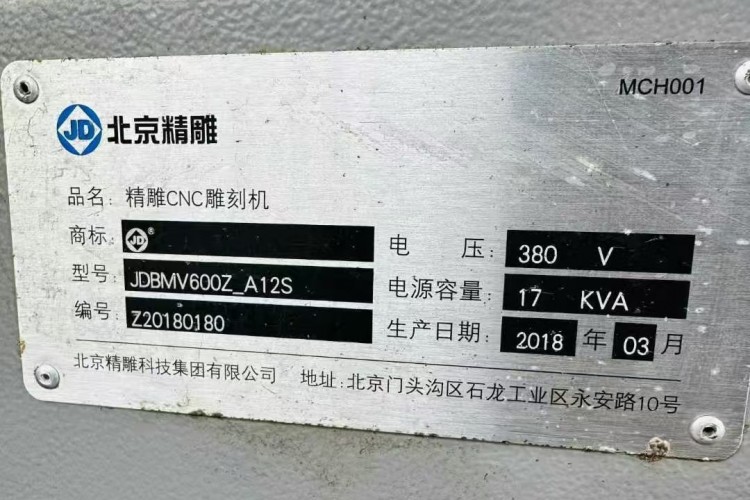 MCH001
JD 北京精雕
品名: 精雕CNC雕刻机
商标: JD®
型号: JDBMV600Z_A12S
编号: Z20180180
电 压: 380 V
电源容量: 17 KVA
生产日期: 2018 年 03 月
北京精雕科技集团有限公司 地址: 北京门头沟区石龙工业区永安路10号